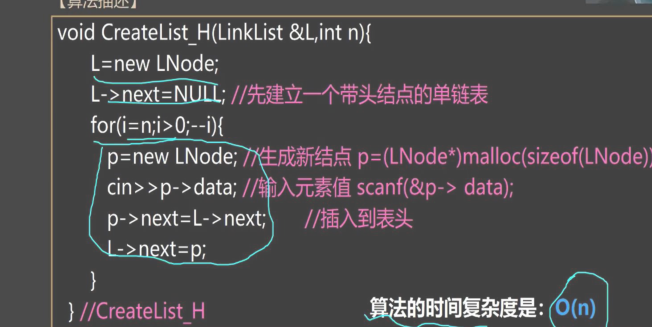 【算法描述】
void CreateList_H(LinkList &L,int n){
L=new LNode;
L->next=NULL; //先建立一个带头结点的单链表
for(i=n;i>0;--i){
p=new LNode; //生成新结点 p=(LNode*)malloc(sizeof(LNode))
cin>>p->data; //输入元素值 scanf(&p-> data);
p->next=L->next; //插入到表头
L->next=p;
}
} //CreateList_H
算法的时间复杂度是: O(n)